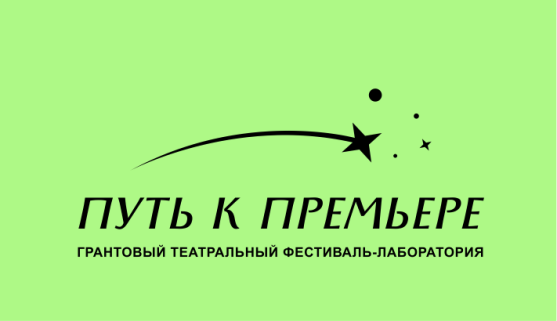 ПУТЬ К ПРЕМЬЕРЕ
ГРАНТОВЫЙ ТЕАТРАЛЬНЫЙ ФЕСТИВАЛЬ-ЛАБОРАТОРИЯ